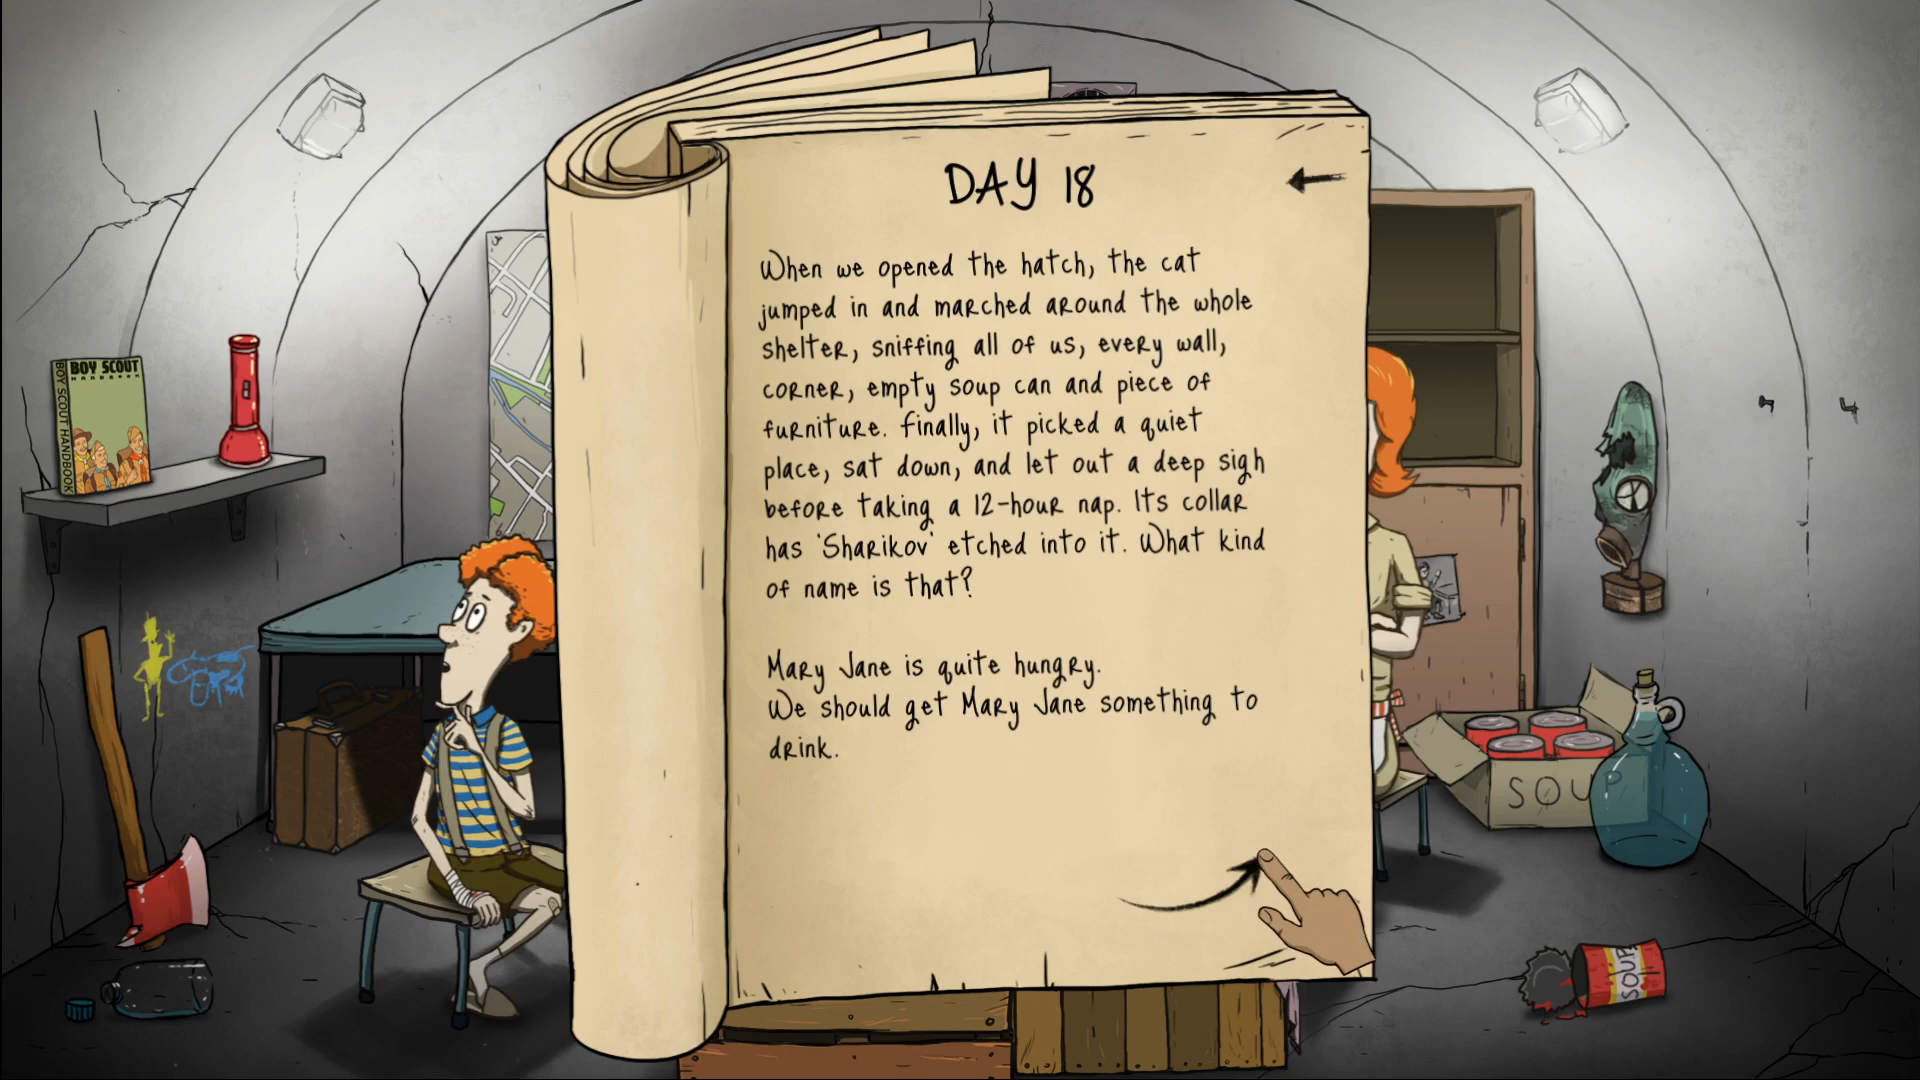 DAY 18
When we opened the hatch, the cat
jumped in and marched around the whole
shelter, sniffing all of us, every wall,
corner, empty soup can and piece of
furniture. Finally, it picked a quiet
place, sat down, and let out a deep sigh
before taking a 12-hour nap. Its collar
has 'Sharikov' etched into it. What kind
of name is that?
Mary Jane is quite hungry.
We should get Mary Jane something to
drink.
BOY SCOUT
HANDBOOK
BOY SCOUT HANDBOOK
SOUP
SOUP